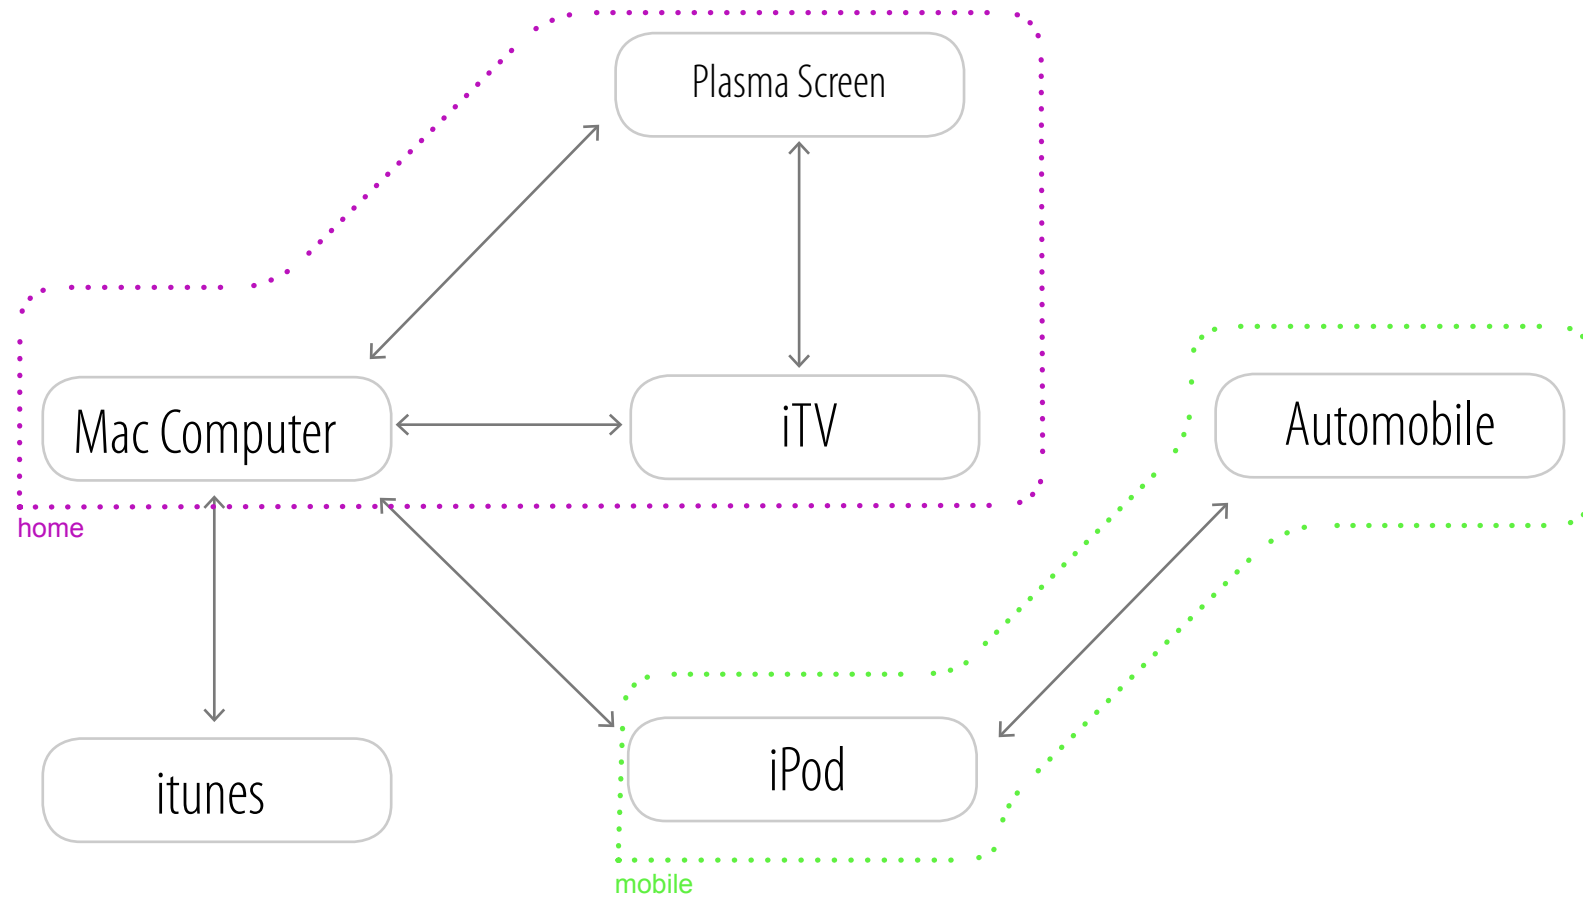 Plasma Screen
Mac Computer
iTV
Automobile
home
itunes
iPod
mobile